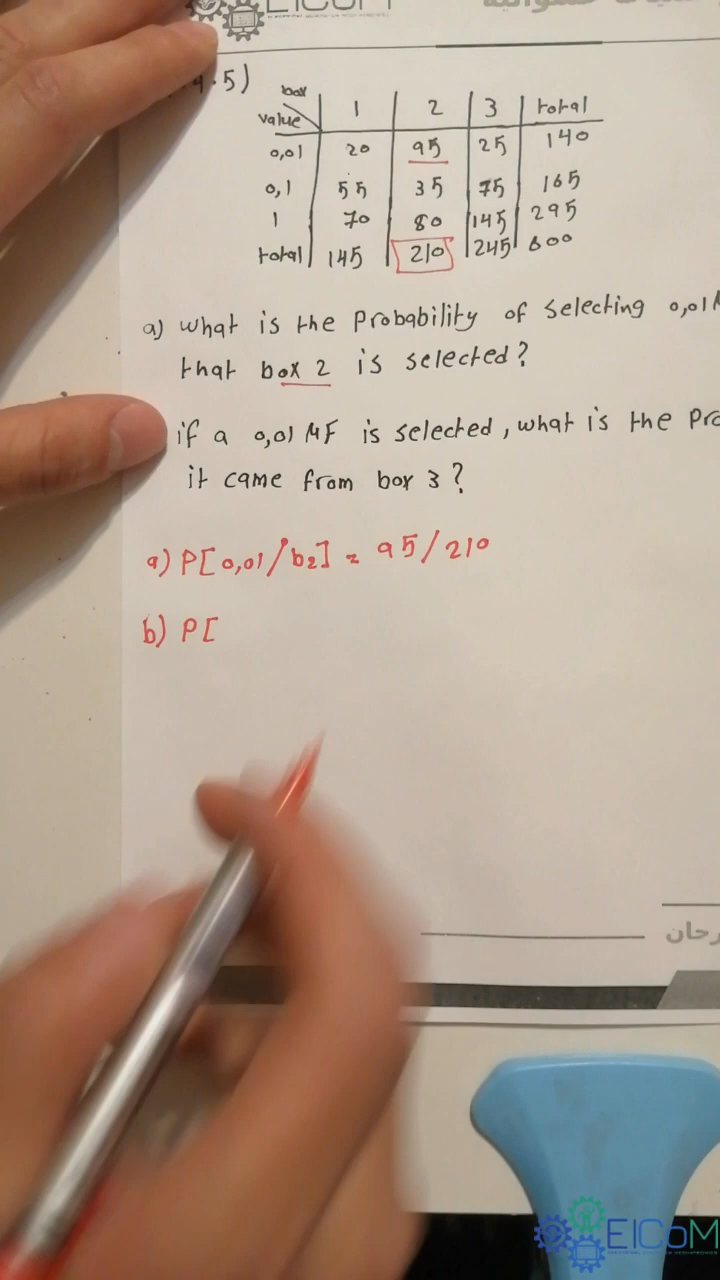 4.5)
box
value 1 2 3 total
0,01 20 95 25 140
0,1 55 35 75 165
1 70 80 145 295
total 145 210 245 600
a) what is the Probability of selecting 0,01
that box 2 is selected?
if a 0,01 MF is selected, what is the Pro
it came from box 3?
a) P[0,01/b2] = 95/210
b) P[
رحان
EICoM